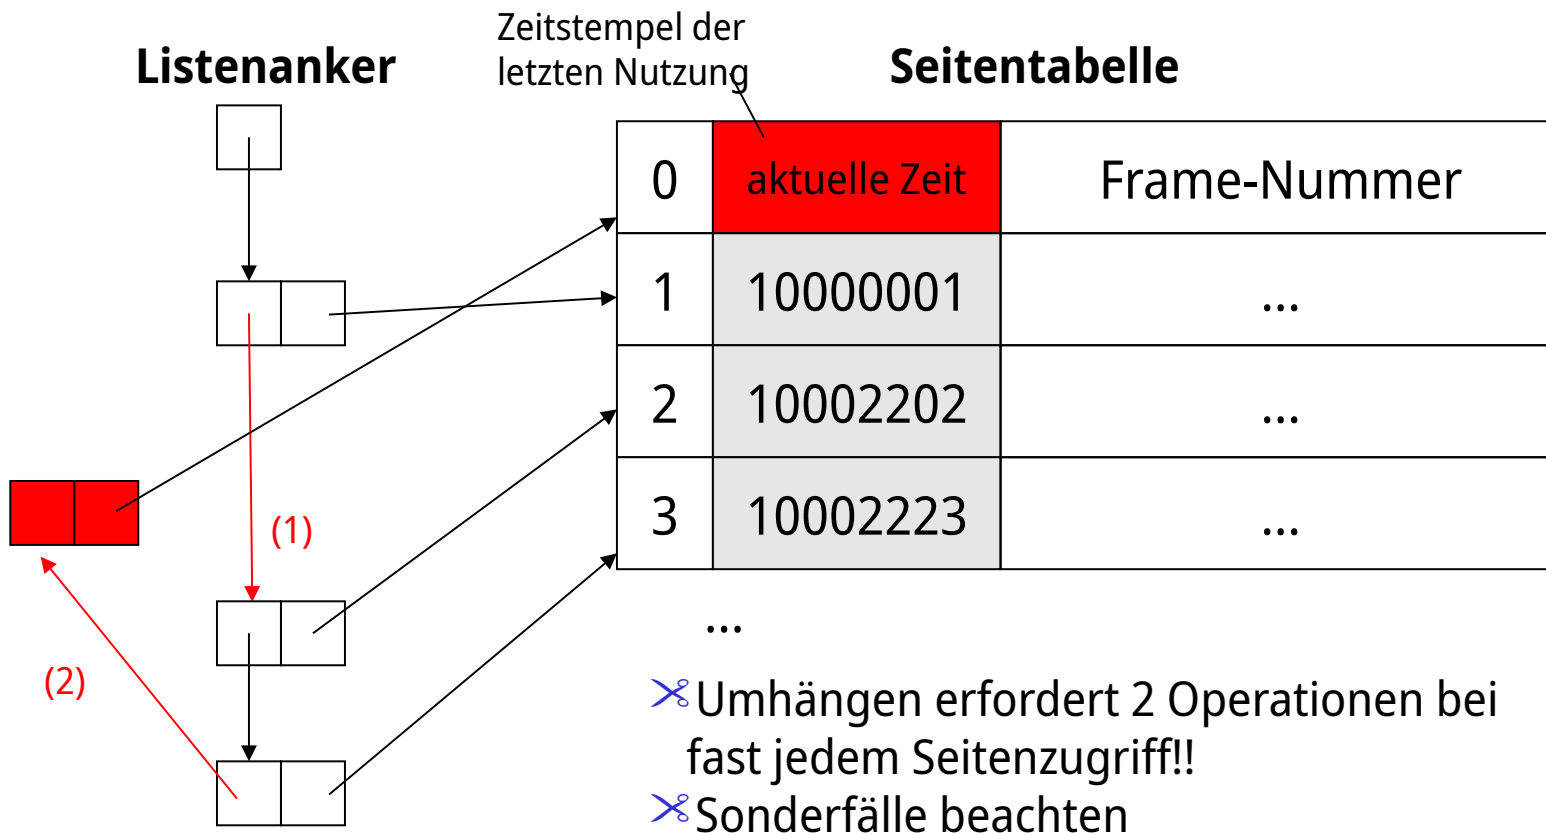 Zeitstempel der
letzten Nutzung
Listenanker
Seitentabelle
0 aktuelle Zeit Frame-Nummer
1 10000001 ...
2 10002202 ...
3 10002223 ...
...
(1)
(2)
Umhängen erfordert 2 Operationen bei
fast jedem Seitenzugriff!!
Sonderfälle beachten